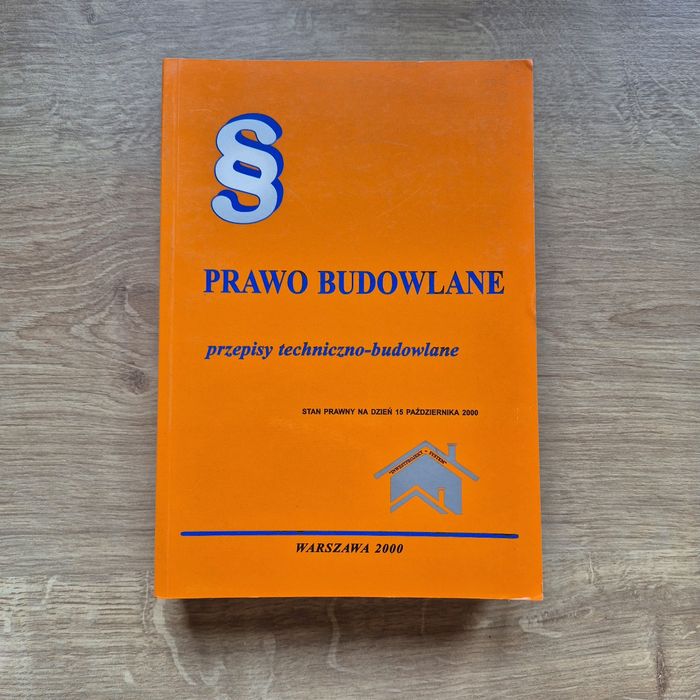 §
PRAWO BUDOWLANE
przepisy techniczno-budowlane
STAN PRAWNY NA DZIEŃ 15 PAŹDZIERNIKA 2000
WARSZAWA 2000